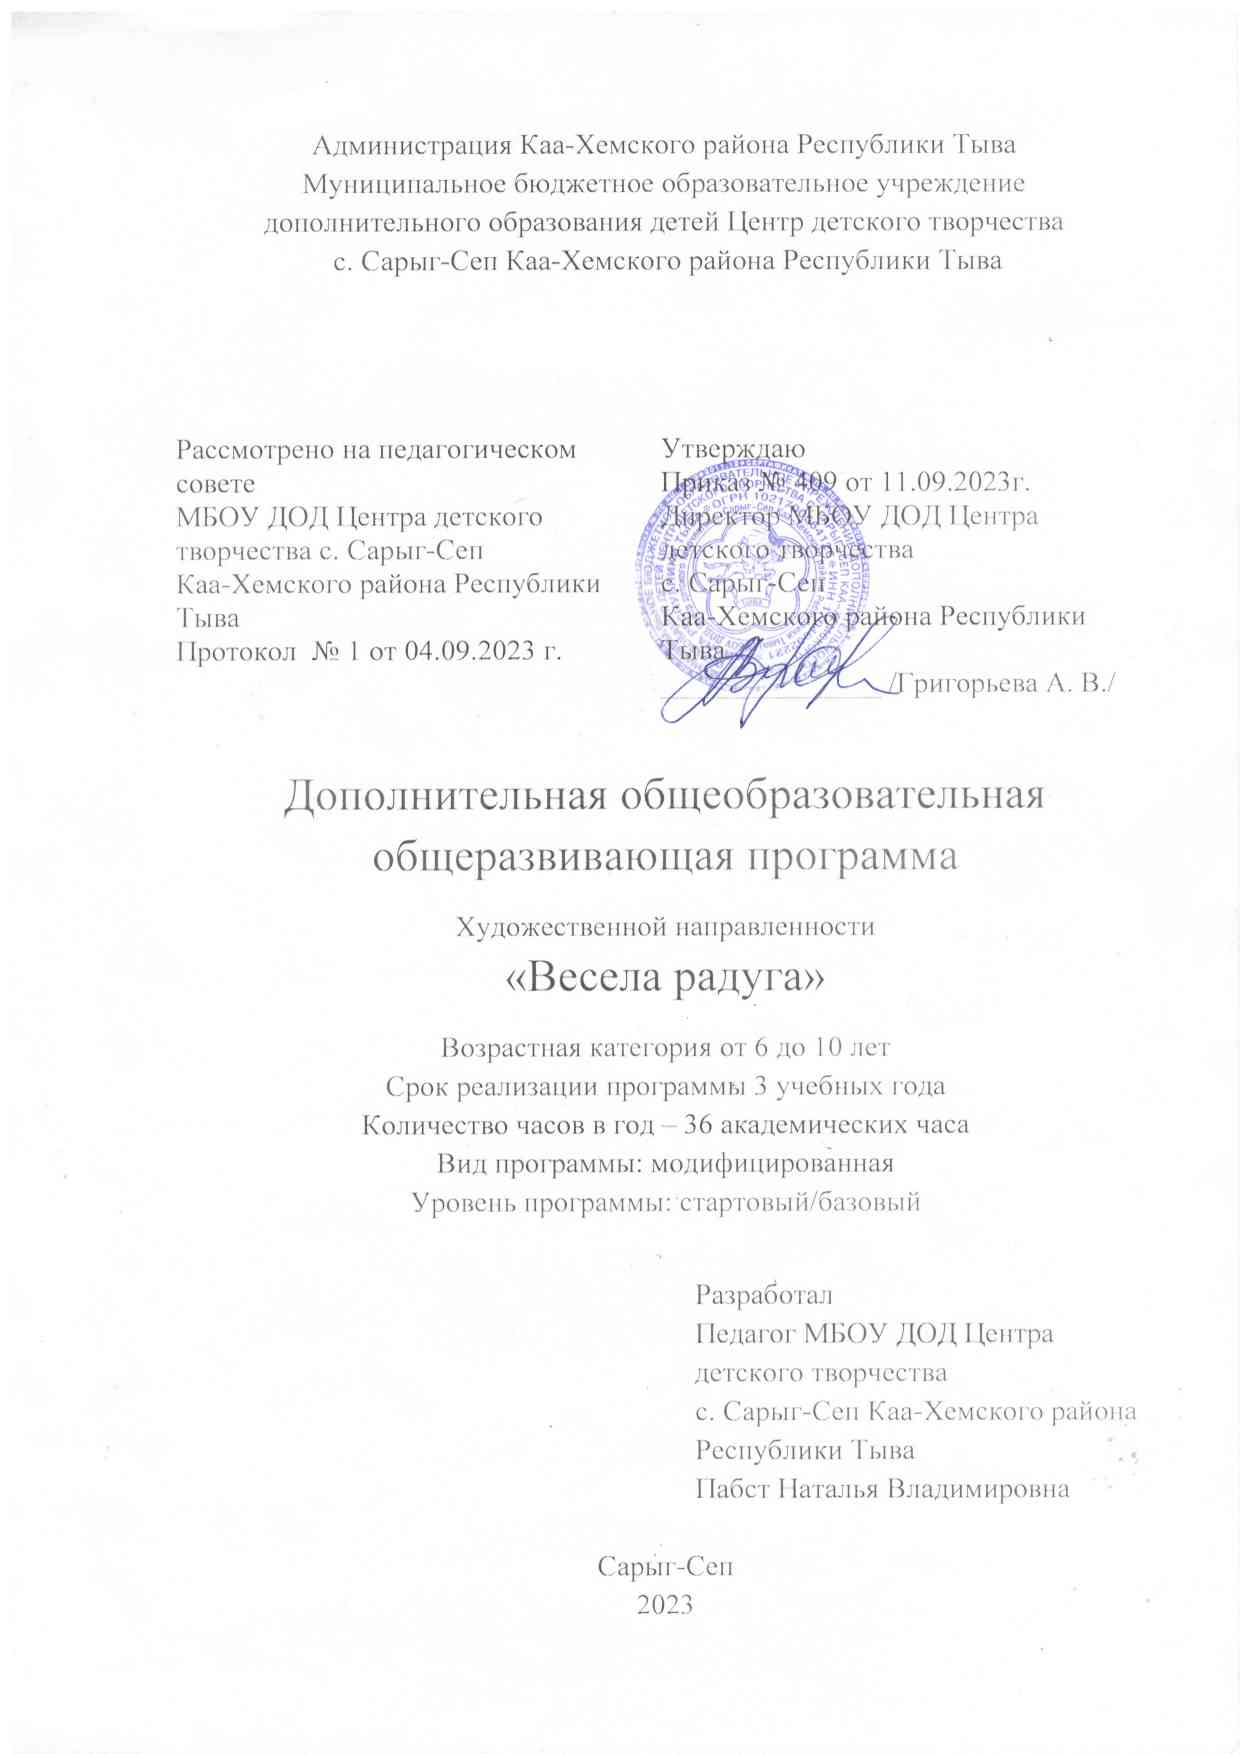 Администрация Каа-Хемского района Республики Тыва
Муниципальное бюджетное образовательное учреждение
дополнительного образования детей Центр детского творчества
с. Сарыг-Сеп Каа-Хемского района Республики Тыва
Рассмотрено на педагогическом
совете
МБОУ ДОД Центра детского
творчества с. Сарыг-Сеп
Каа-Хемского района Республики
Тыва
Протокол № 1 от 04.09.2023 г.
Утверждаю
Приказ № 409 от 11.09.2023г.
Директор МБОУ ДОД Центра
детского творчества
с. Сарыг-Сеп
Каа-Хемского района Республики
Тыва
/Григорьева А. В./
Дополнительная общеобразовательная
общеразвивающая программа
Художественной направленности
«Весела радуга»
Возрастная категория от 6 до 10 лет
Срок реализации программы 3 учебных года
Количество часов в год – 36 академических часа
Вид программы: модифицированная
Уровень программы: стартовый/базовый
Разработал
Педагог МБОУ ДОД Центра
детского творчества
с. Сарыг-Сеп Каа-Хемского района
Республики Тыва
Пабст Наталья Владимировна
Сарыг-Сеп
2023